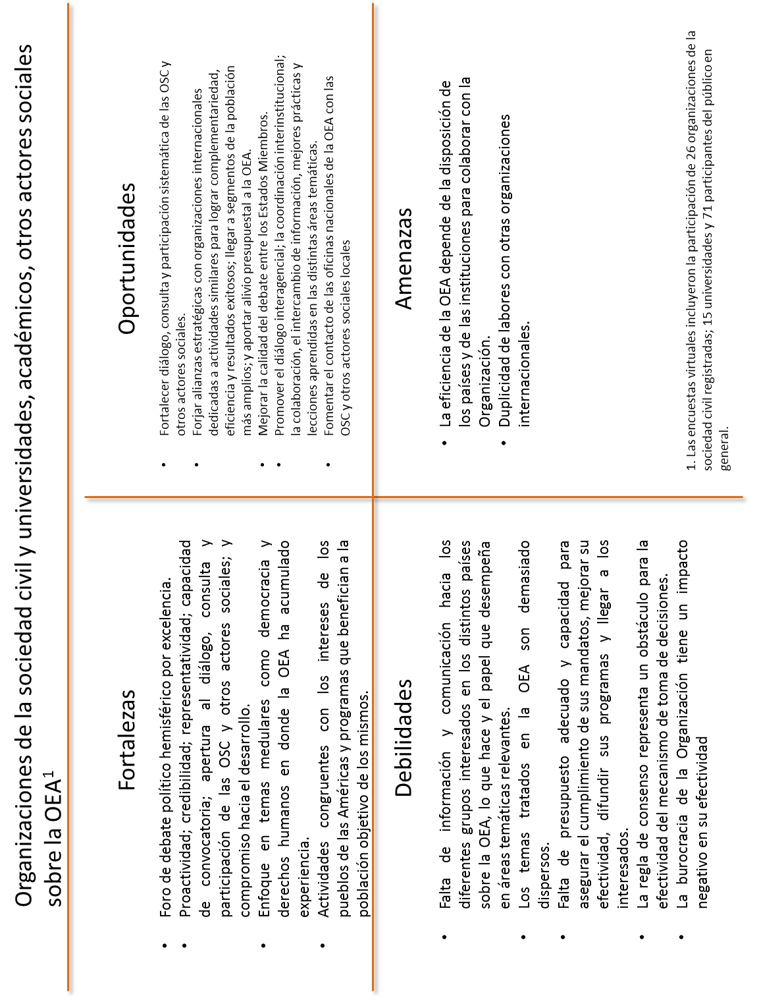 Organizaciones de la sociedad civil y universidades, académicos, otros actores sociales
sobre la OEA1
Fortalezas
• Foro de debate político hemisférico por excelencia.
• Proactividad; credibilidad; representatividad; capacidad
de convocatoria; apertura al diálogo, consulta y
participación de las OSC y otros actores sociales; y
compromiso hacia el desarrollo.
• Enfoque en temas medulares como democracia y
derechos humanos en donde la OEA ha acumulado
experiencia.
• Actividades congruentes con los intereses de los
pueblos de las Américas y programas que benefician a la
población objetivo de los mismos.
Oportunidades
• Fortalecer diálogo, consulta y participación sistemática de las OSC y
otros actores sociales.
• Forjar alianzas estratégicas con organizaciones internacionales
dedicadas a actividades similares para lograr complementariedad,
eficiencia y resultados exitosos; llegar a segmentos de la población
más amplios; y aportar alivio presupuestal a la OEA.
• Mejorar la calidad del debate entre los Estados Miembros.
• Promover el diálogo interagencial; la coordinación interinstitucional;
la colaboración, el intercambio de información, mejores prácticas y
lecciones aprendidas en las distintas áreas temáticas.
• Fomentar el contacto de las oficinas nacionales de la OEA con las
OSC y otros actores sociales locales
Debilidades
• Falta de información y comunicación hacia los
diferentes grupos interesados en los distintos países
sobre la OEA, lo que hace y el papel que desempeña
en áreas temáticas relevantes.
• Los temas tratados en la OEA son demasiado
dispersos.
• Falta de presupuesto adecuado y capacidad para
asegurar el cumplimiento de sus mandatos, mejorar su
efectividad, difundir sus programas y llegar a los
interesados.
• La regla de consenso representa un obstáculo para la
efectividad del mecanismo de toma de decisiones.
• La burocracia de la Organización tiene un impacto
negativo en su efectividad
Amenazas
• La eficiencia de la OEA depende de la disposición de
los países y de las instituciones para colaborar con la
Organización.
• Duplicidad de labores con otras organizaciones
internacionales.
1. Las encuestas virtuales incluyeron la participación de 26 organizaciones de la
sociedad civil registradas; 15 universidades y 71 participantes del público en
general.